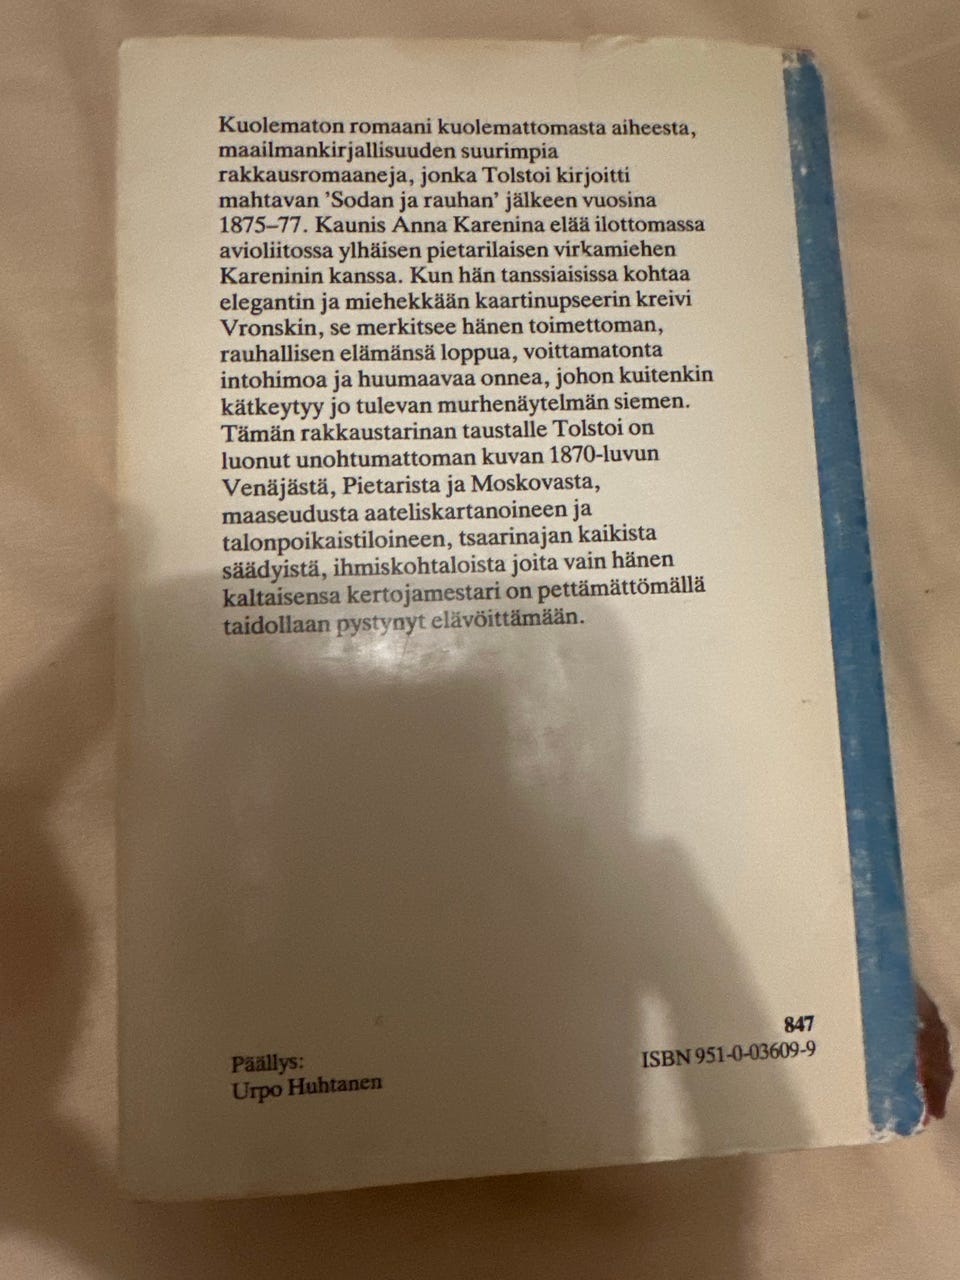 Kuolematon romaani kuolemattomasta aiheesta,
maailmankirjallisuuden suurimpia
rakkausromaaneja, jonka Tolstoi kirjoitti
mahtavan 'Sodan ja rauhan' jälkeen vuosina
1875–77. Kaunis Anna Karenina elää ilottomassa
avioliitossa ylhäisen pietarilaisen virkamiehen
Kareninin kanssa. Kun hän tanssiaisissa kohtaa
elegantin ja miehekkään kaartinupseerin kreivi
Vronskin, se merkitsee hänen toimettoman,
rauhallisen elämänsä loppua, voittamatonta
intohimoa ja huumaavaa onnea, johon kuitenkin
kätkeytyy jo tulevan murhenäytelmän siemen.
Tämän rakkaustarinan taustalle Tolstoi on
luonut unohtumattoman kuvan 1870-luvun
Venäjästä, Pietarista ja Moskovasta,
maaseudusta aateliskartanoineen ja
talonpoikaistiloineen, tsaarinajan kaikista
säädyistä, ihmiskohtaloista joita vain hänen
kaltaisensa kertojamestari on pettämättömällä
taidollaan pystynyt elävöittämään.
Päällys:
Urpo Huhtanen
847
ISBN 951-0-03609-9